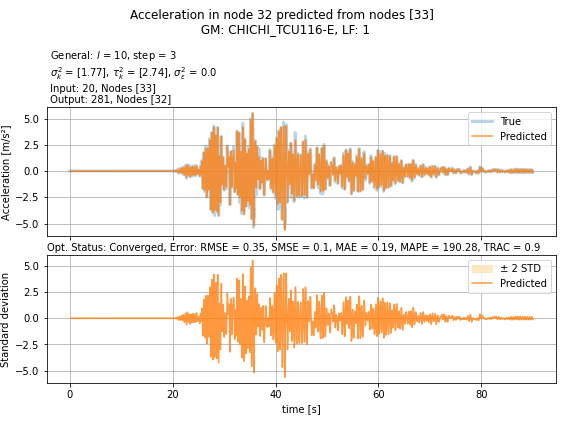 Acceleration in node 32 predicted from nodes [33]
GM: CHICHI_TCU116-E, LF: 1
General: l = 10, step = 3
σ²ₖ = [1.77], τ²ₖ = [2.74], σ²ε = 0.0
Input: 20, Nodes [33]
Output: 281, Nodes [32]
Acceleration [m/s²]
5.0
2.5
0.0
−2.5
−5.0
True
Predicted
Opt. Status: Converged, Error: RMSE = 0.35, SMSE = 0.1, MAE = 0.19, MAPE = 190.28, TRAC = 0.9
Standard deviation
5.0
2.5
0.0
−2.5
−5.0
± 2 STD
Predicted
0 20 40 60 80
time [s]